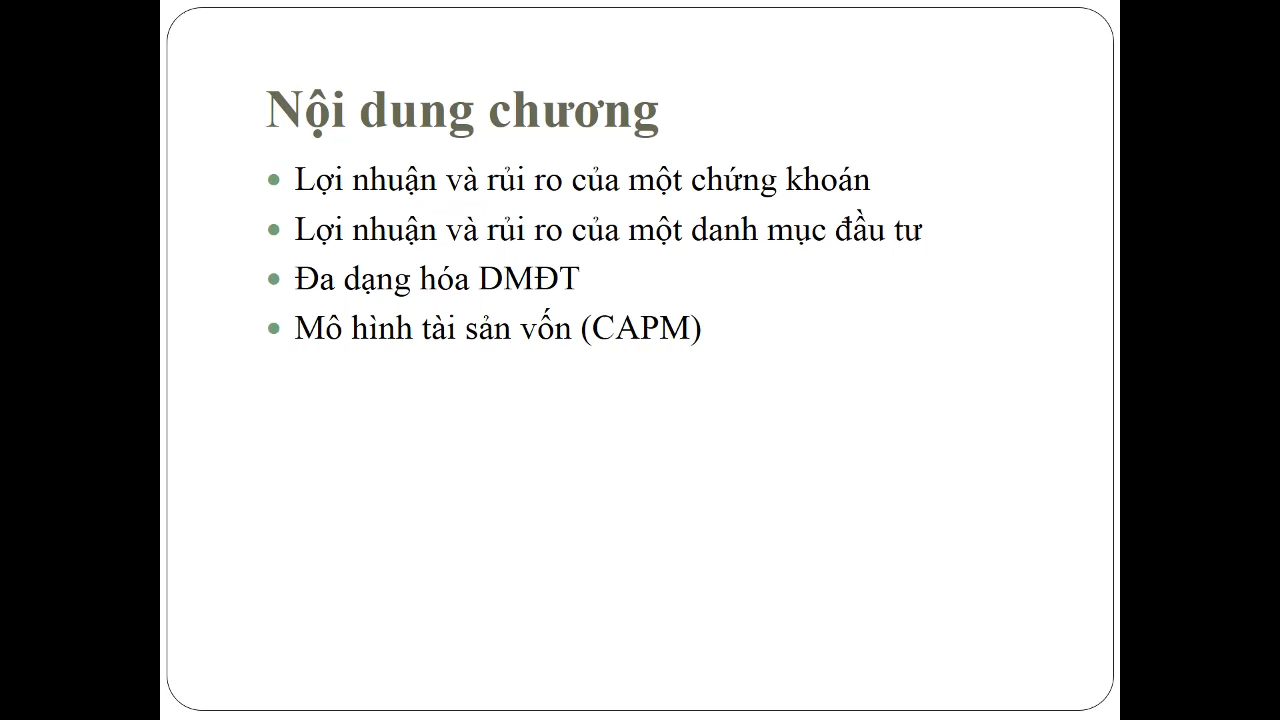 Nội dung chương
Lợi nhuận và rủi ro của một chứng khoán
Lợi nhuận và rủi ro của một danh mục đầu tư
Đa dạng hóa DMĐT
Mô hình tài sản vốn (CAPM)